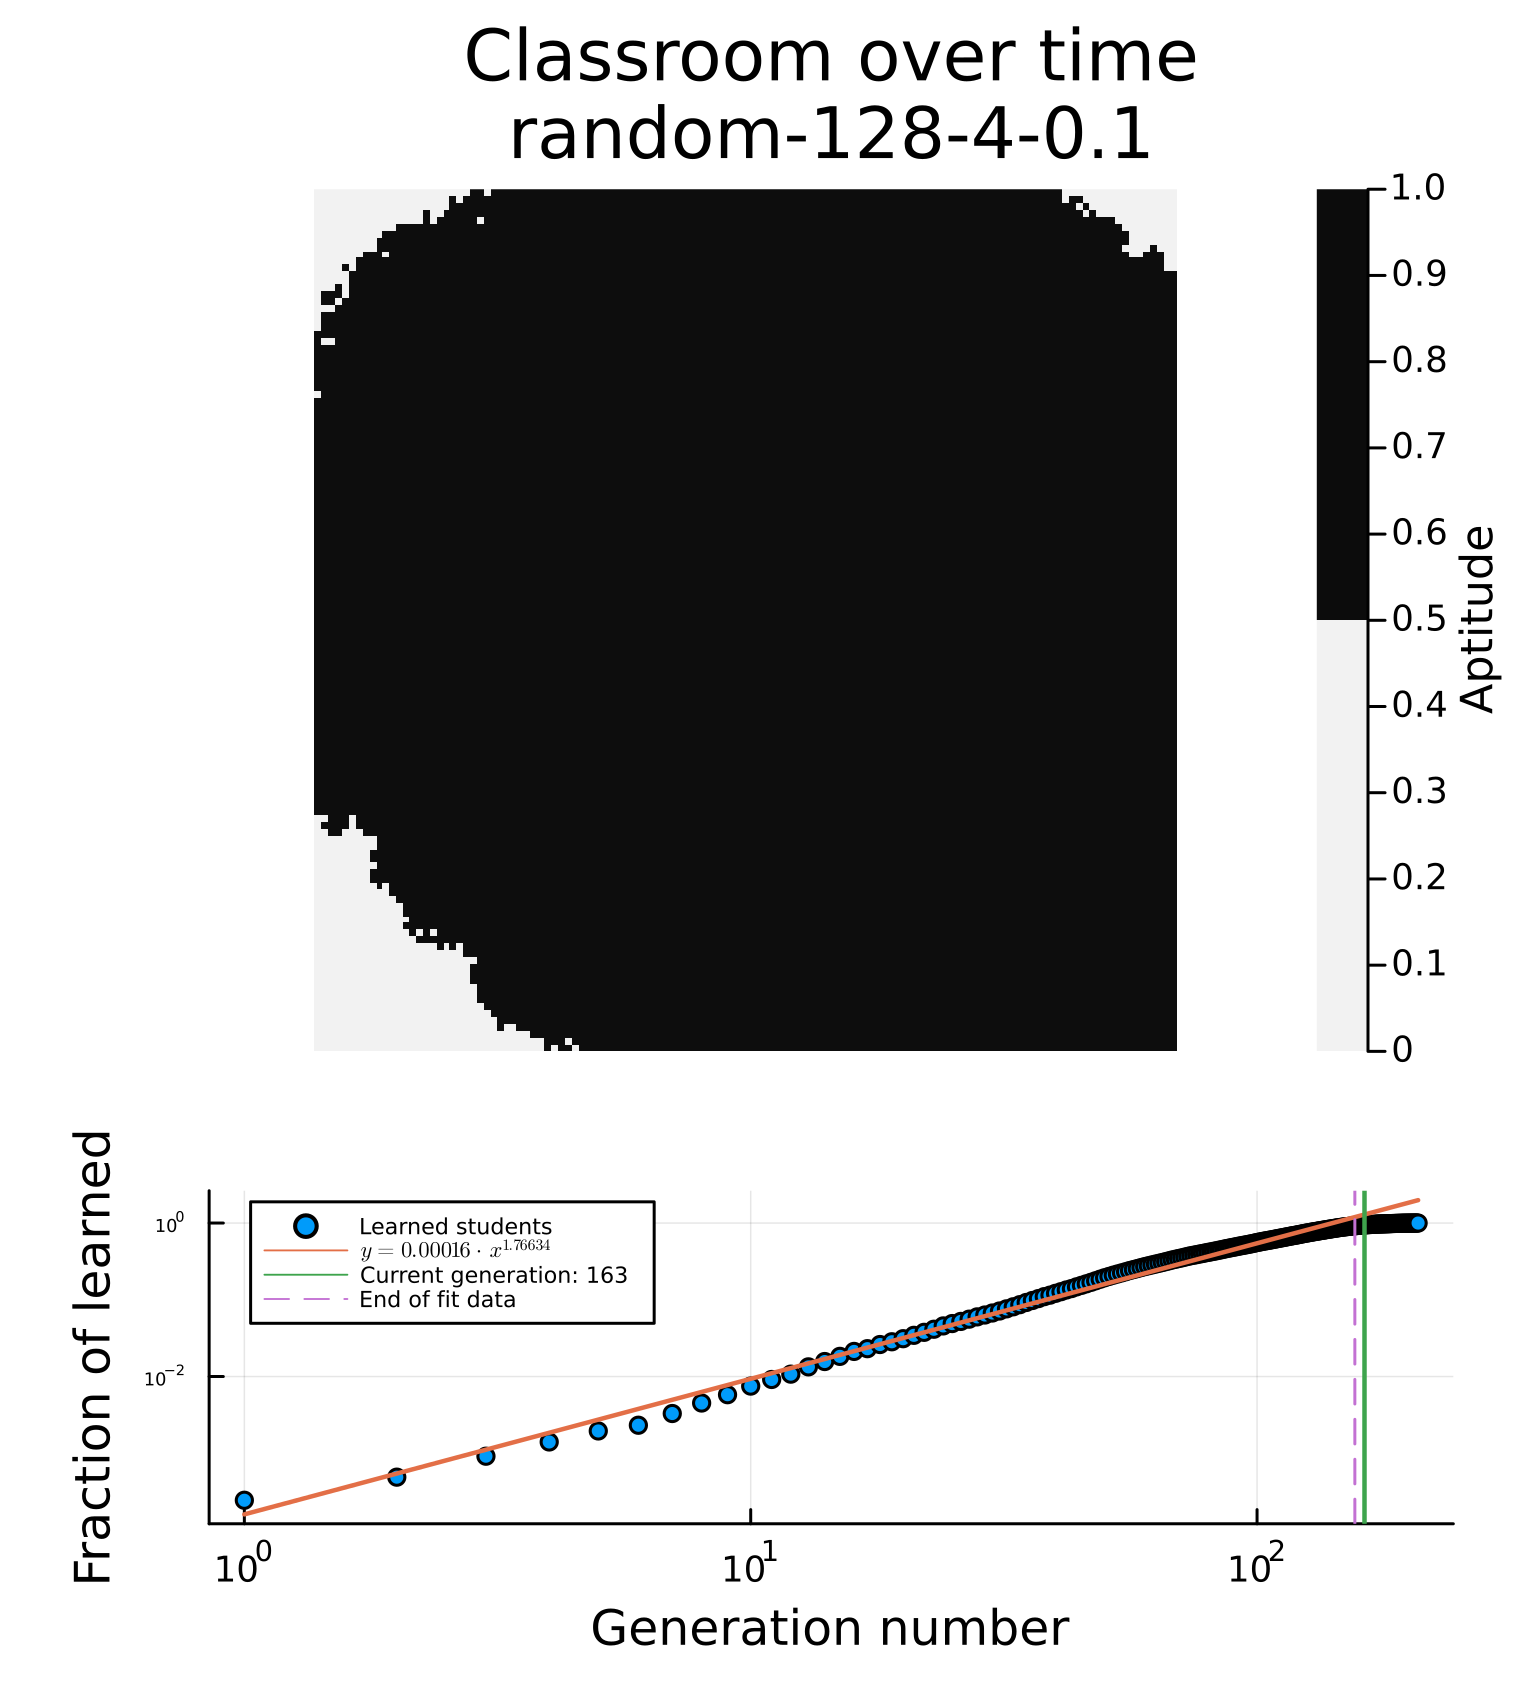 Classroom over time
random-128-4-0.1
1.0
0.9
0.8
0.7
0.6
0.5
0.4
0.3
0.2
0.1
0
Aptitude
Fraction of learned
10⁰
10⁻²
Learned students
y = 0.00016 · x^1.76634
Current generation: 163
End of fit data
10⁰
10¹
10²
Generation number